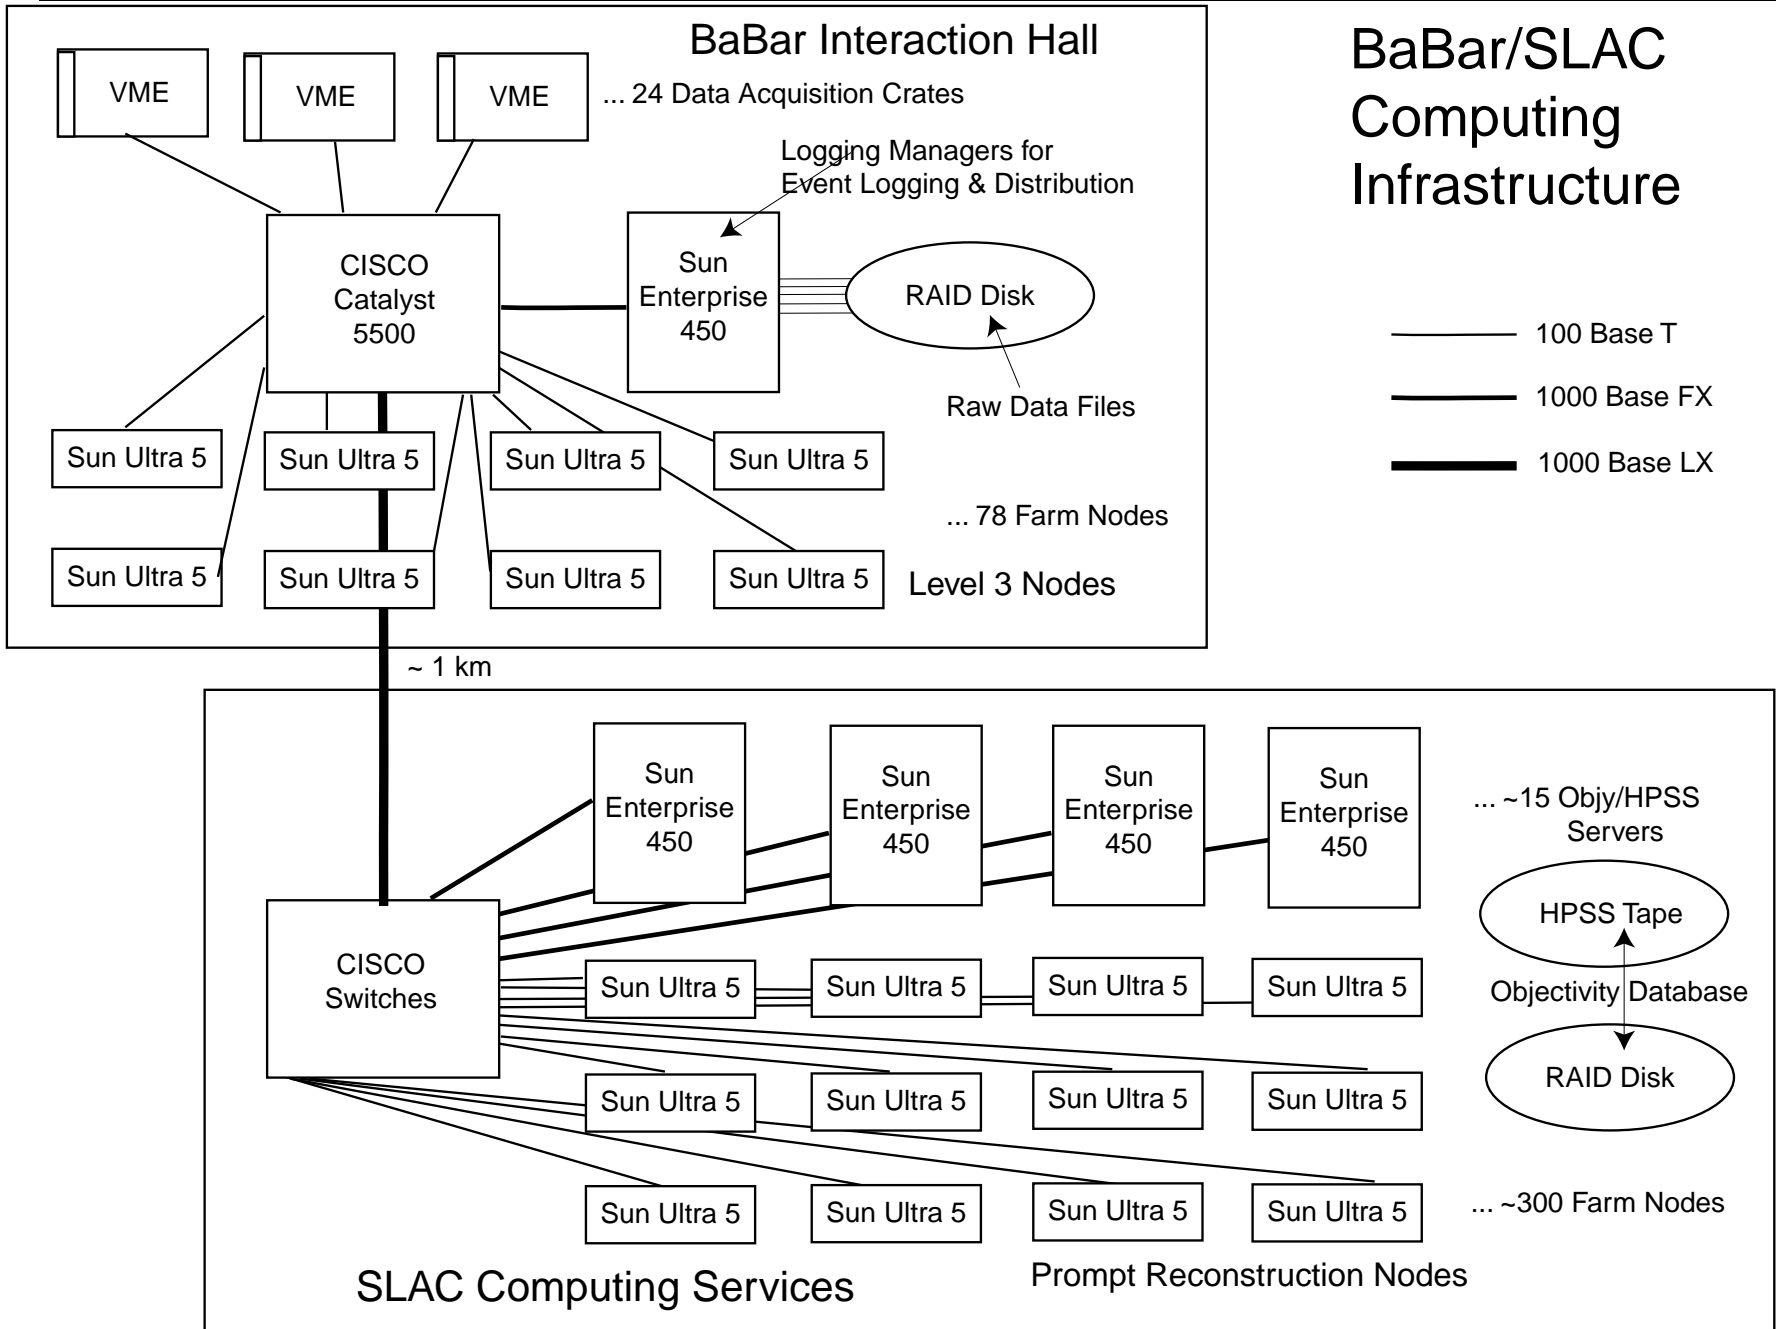 BaBar Interaction Hall
BaBar/SLAC
Computing
Infrastructure
VME
VME
VME
... 24 Data Acquisition Crates
Logging Managers for
Event Logging & Distribution
CISCO
Catalyst
5500
Sun
Enterprise
450
RAID Disk
Raw Data Files
100 Base T
1000 Base FX
1000 Base LX
Sun Ultra 5
Sun Ultra 5
Sun Ultra 5
Sun Ultra 5
... 78 Farm Nodes
Sun Ultra 5
Sun Ultra 5
Sun Ultra 5
Sun Ultra 5
Level 3 Nodes
~ 1 km
Sun
Enterprise
450
Sun
Enterprise
450
Sun
Enterprise
450
Sun
Enterprise
450
... ~15 Objy/HPSS
Servers
HPSS Tape
Objectivity Database
RAID Disk
CISCO
Switches
Sun Ultra 5
Sun Ultra 5
Sun Ultra 5
Sun Ultra 5
Sun Ultra 5
Sun Ultra 5
Sun Ultra 5
Sun Ultra 5
Sun Ultra 5
Sun Ultra 5
Sun Ultra 5
Sun Ultra 5
... ~300 Farm Nodes
SLAC Computing Services
Prompt Reconstruction Nodes